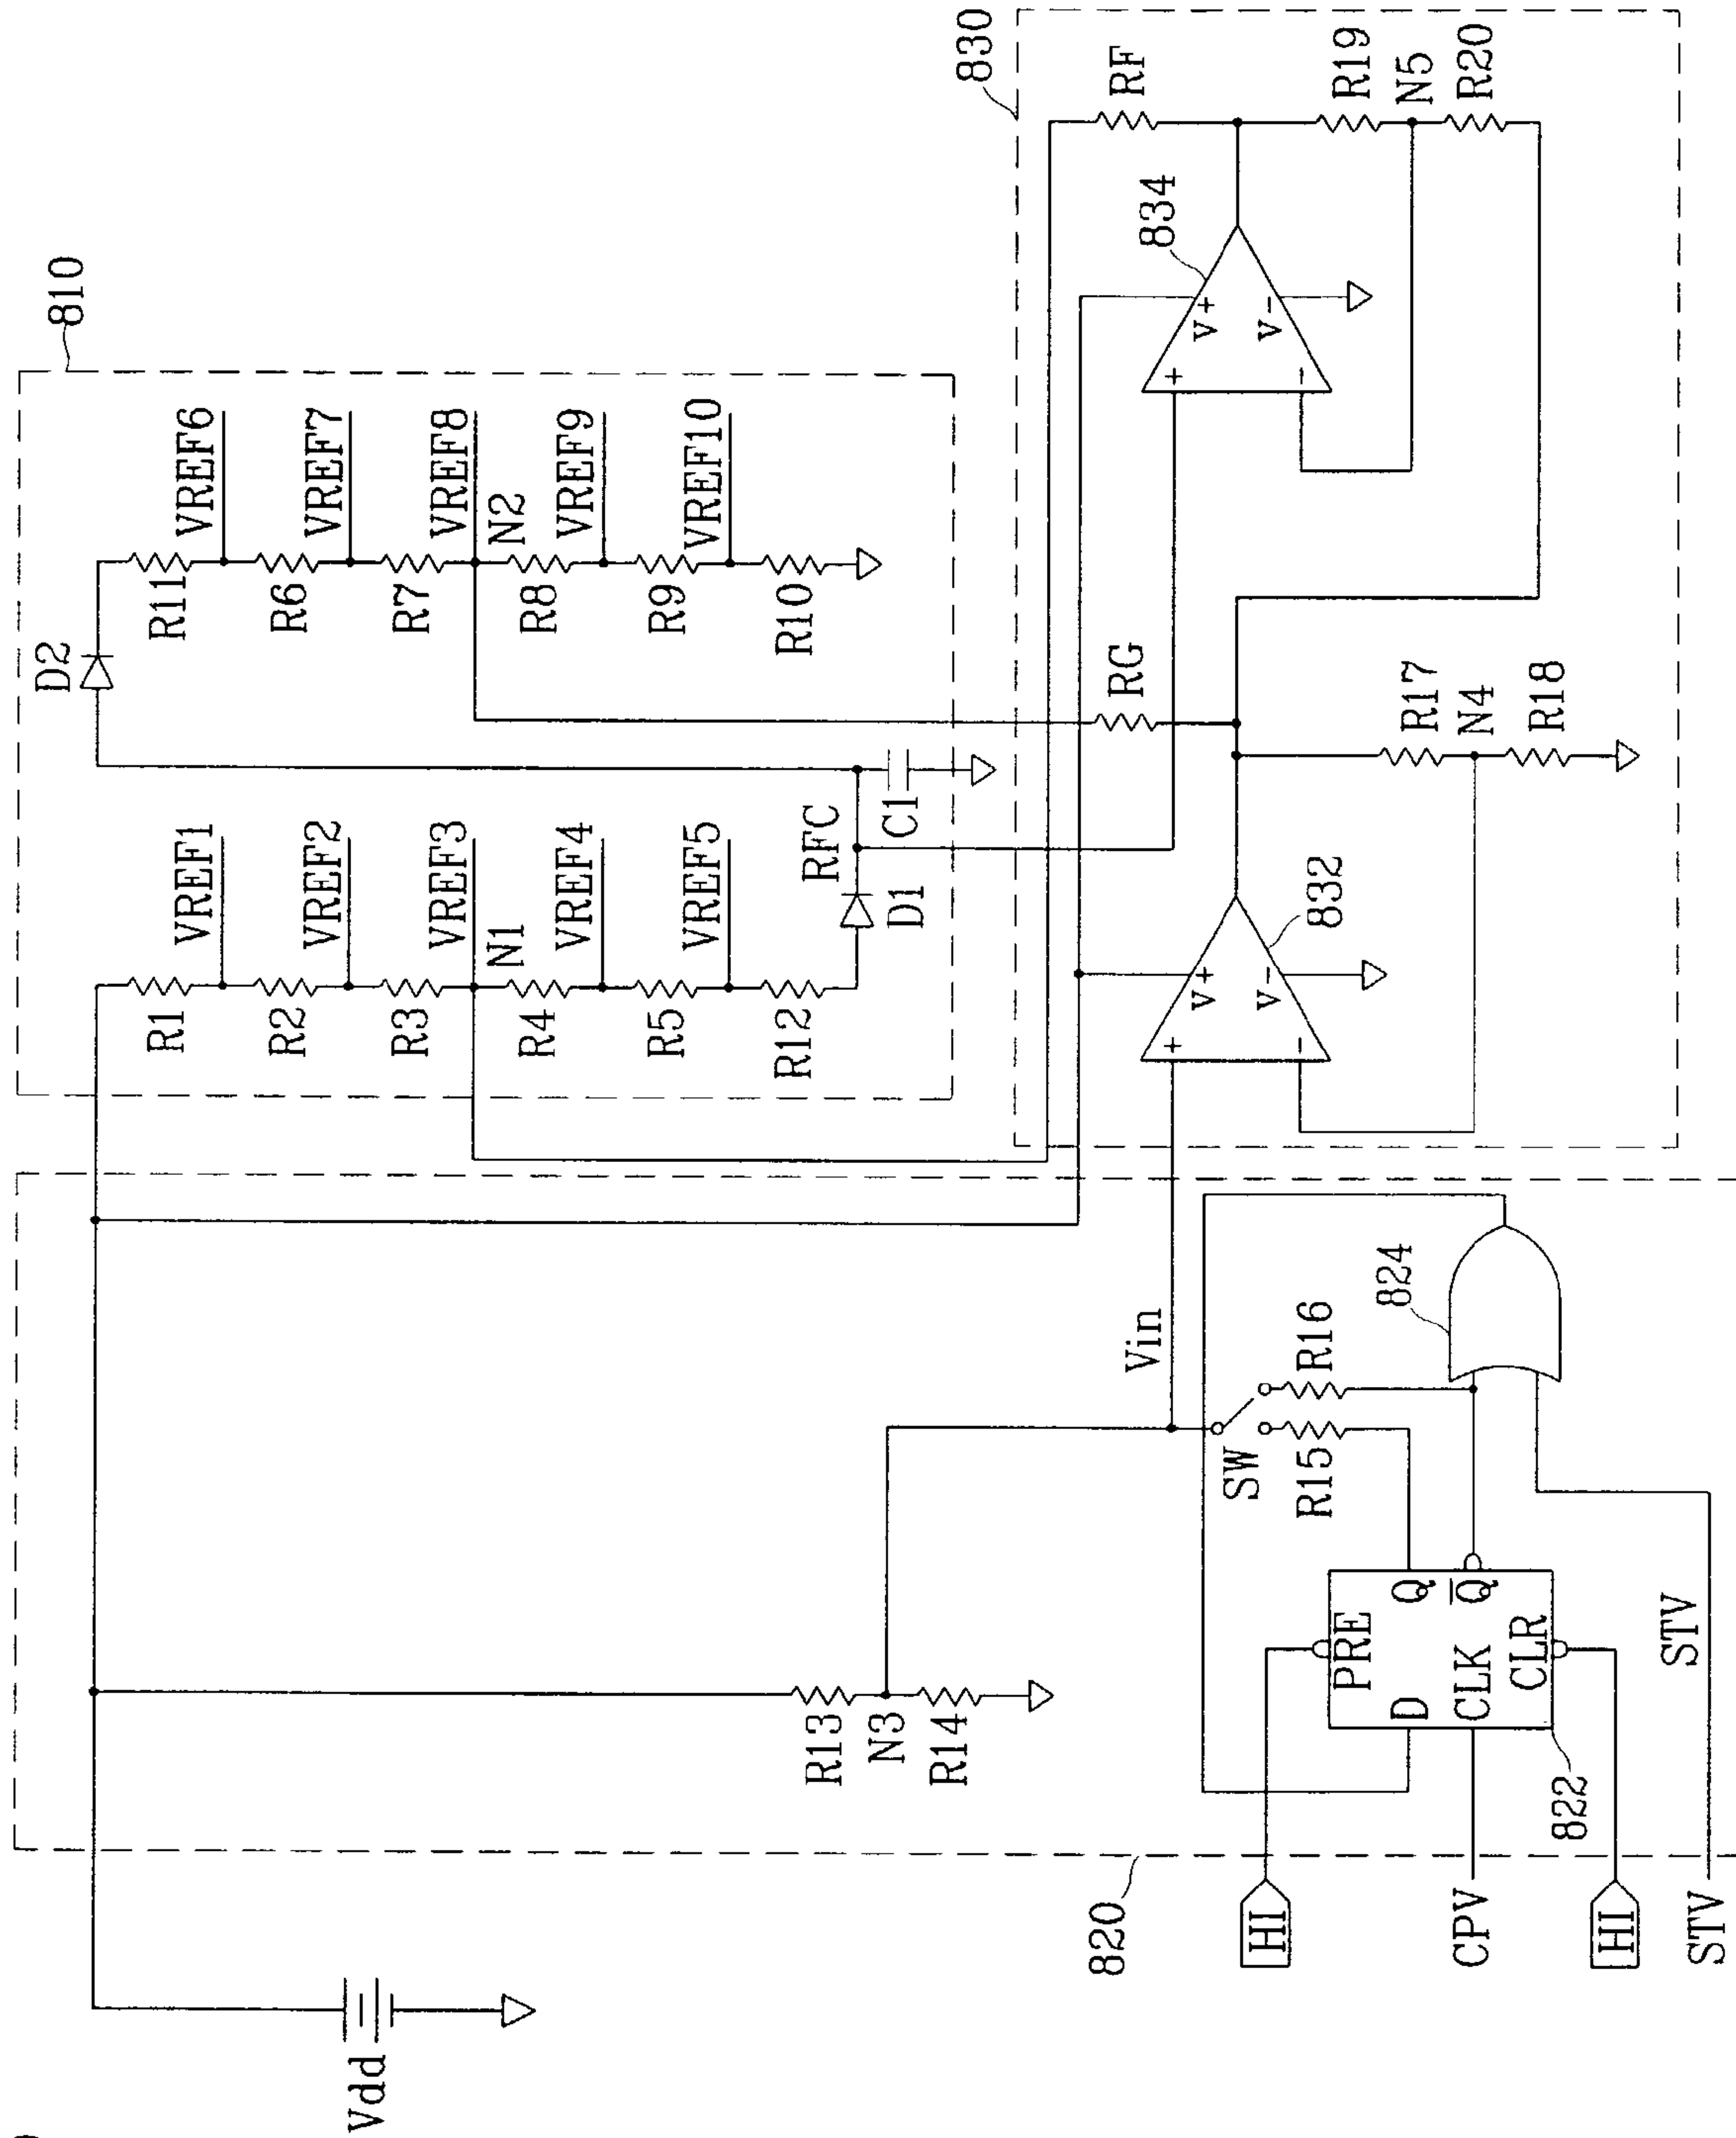 810
D2
R11
VREF6
R6
VREF7
R7
VREF8
N2
R8
VREF9
R9
VREF10
R10
R1
VREF1
R2
VREF2
R3
VREF3
N1
R4
VREF4
R5
VREF5
R12
RFC
D1
C1
830
RF
R19
N5
R20
834
+
-
V+
V-
RG
R17
N4
R18
832
+
-
V+
V-
Vin
SW
R15
R16
824
R13
N3
R14
PRE
D
Q
CLK
Q
CLR
822
STV
820
HI
CPV
HI
STV
Vdd